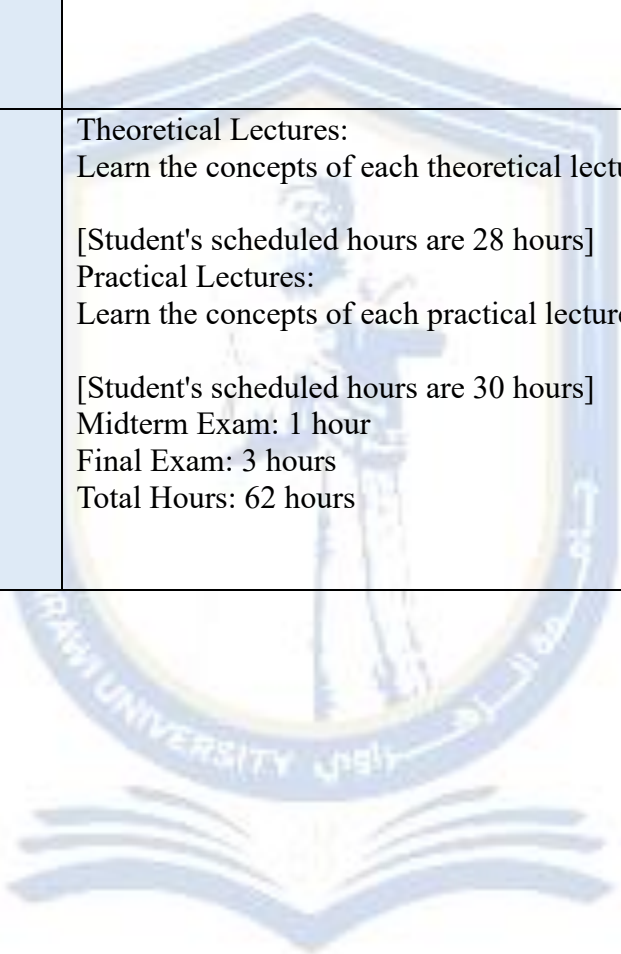 Theoretical Lectures:
Learn the concepts of each theoretical
[Student's scheduled hours are 28 hours]
Practical Lectures:
Learn the concepts of each practical
[Student's scheduled hours are 30 hours]
Midterm Exam: 1 hour
Final Exam: 3 hours
Total Hours: 62 hours
UNIVERSITY